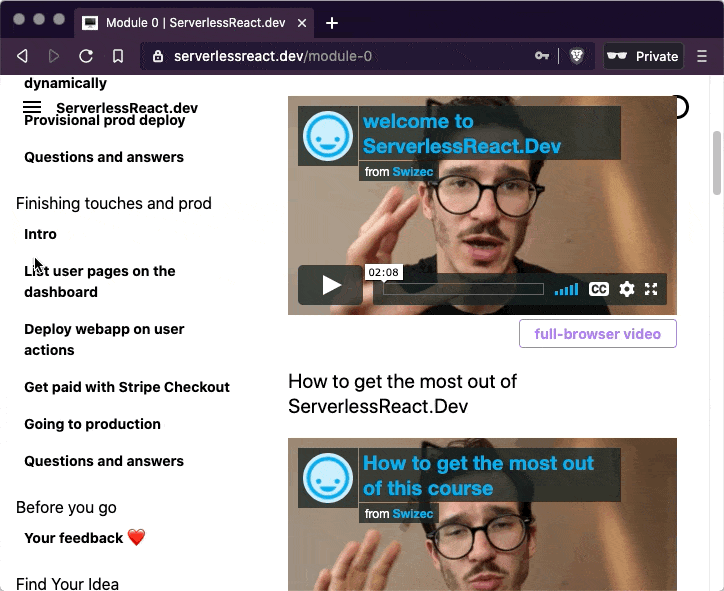 Module 0 | ServerlessReact.dev
serverlessreact.dev/module-0
Private
dynamically
ServerlessReact.dev
Provisional prod deploy
Questions and answers
Finishing touches and prod
Intro
List user pages on the
dashboard
Deploy webapp on user
actions
Get paid with Stripe Checkout
Going to production
Questions and answers
Before you go
Your feedback ❤️
Find Your Idea
welcome to
ServerlessReact.Dev
from Swizec
02:08
CC
full-browser video
How to get the most out of
ServerlessReact.Dev
How to get the most out
of this course
from Swizec